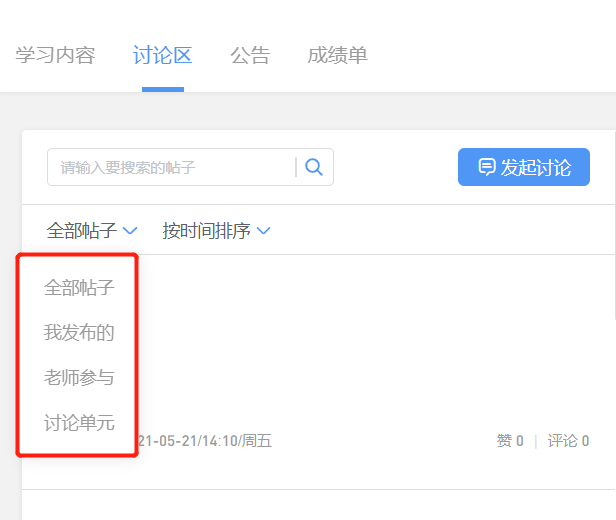 学习内容 讨论区 公告 成绩单
请输入要搜索的帖子 发起讨论
全部帖子 按时间排序
全部帖子
我发布的
老师参与
讨论单元
21-05-21/14:10/周五 赞 0 | 评论 0